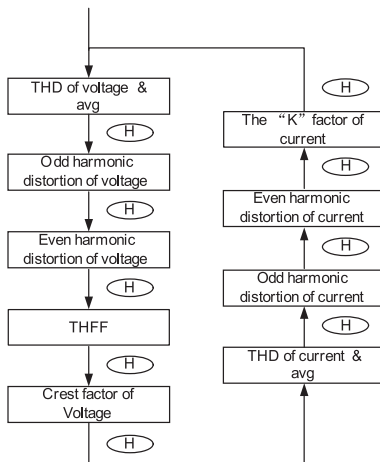 THD of voltage &
avg
H
Odd harmonic
distortion of voltage
H
Even harmonic
distortion of voltage
H
THFF
H
Crest factor of
Voltage
H
H
The “K” factor of
current
H
Even harmonic
distortion of current
H
Odd harmonic
distortion of current
H
THD of current &
avg